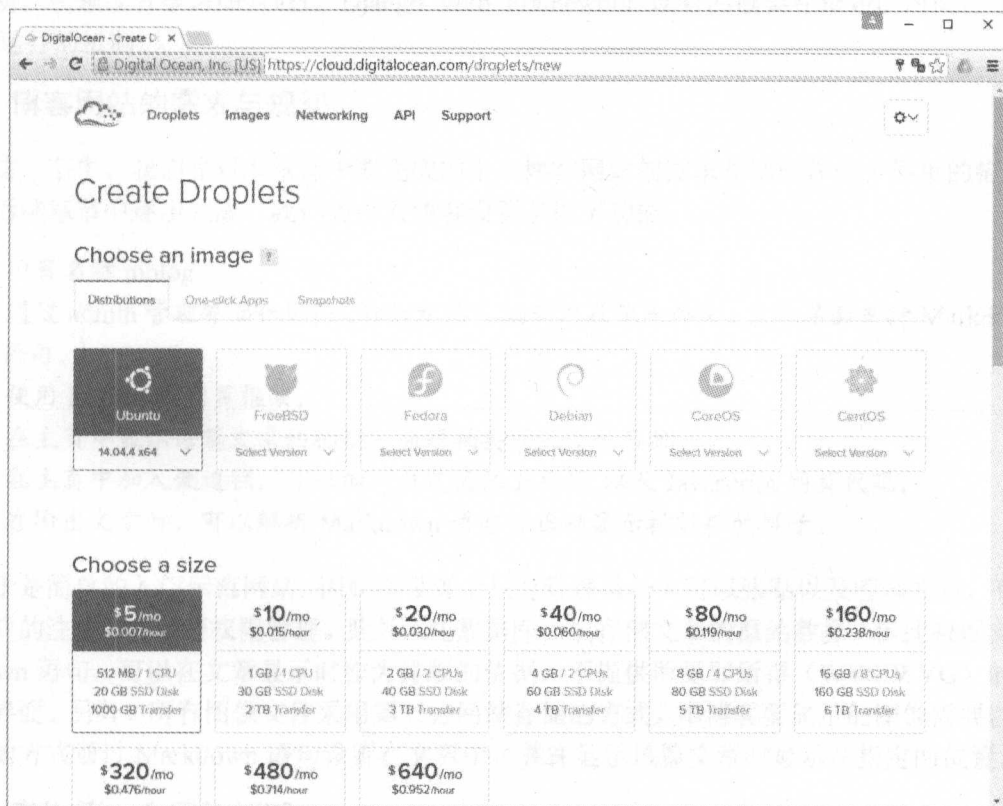 DigitalOcean - Create D
Digital Ocean, Inc. [US] https://cloud.digitalocean.com/droplets/new
Droplets Images Networking API Support
Create Droplets
Choose an image ?
Distributions One-click Apps Snapshots
Ubuntu FreeBSD Fedora Debian CoreOS CentOS
14.04.4 x64 Select Version Select Version Select Version Select Version Select Version
Choose a size
$5/mo $10/mo $20/mo $40/mo $80/mo $160/mo
$0.007/hour $0.015/hour $0.030/hour $0.060/hour $0.119/hour $0.238/hour
512 MB / 1 CPU 1 GB / 1 CPU 2 GB / 2 CPUs 4 GB / 2 CPUs 8 GB / 4 CPUs 16 GB / 8 CPUs
20 GB SSD Disk 30 GB SSD Disk 40 GB SSD Disk 60 GB SSD Disk 80 GB SSD Disk 160 GB SSD Disk
1000 GB Transfer 2 TB Transfer 3 TB Transfer 4 TB Transfer 5 TB Transfer 6 TB Transfer
$320/mo $480/mo $640/mo
$0.476/hour $0.714/hour $0.952/hour